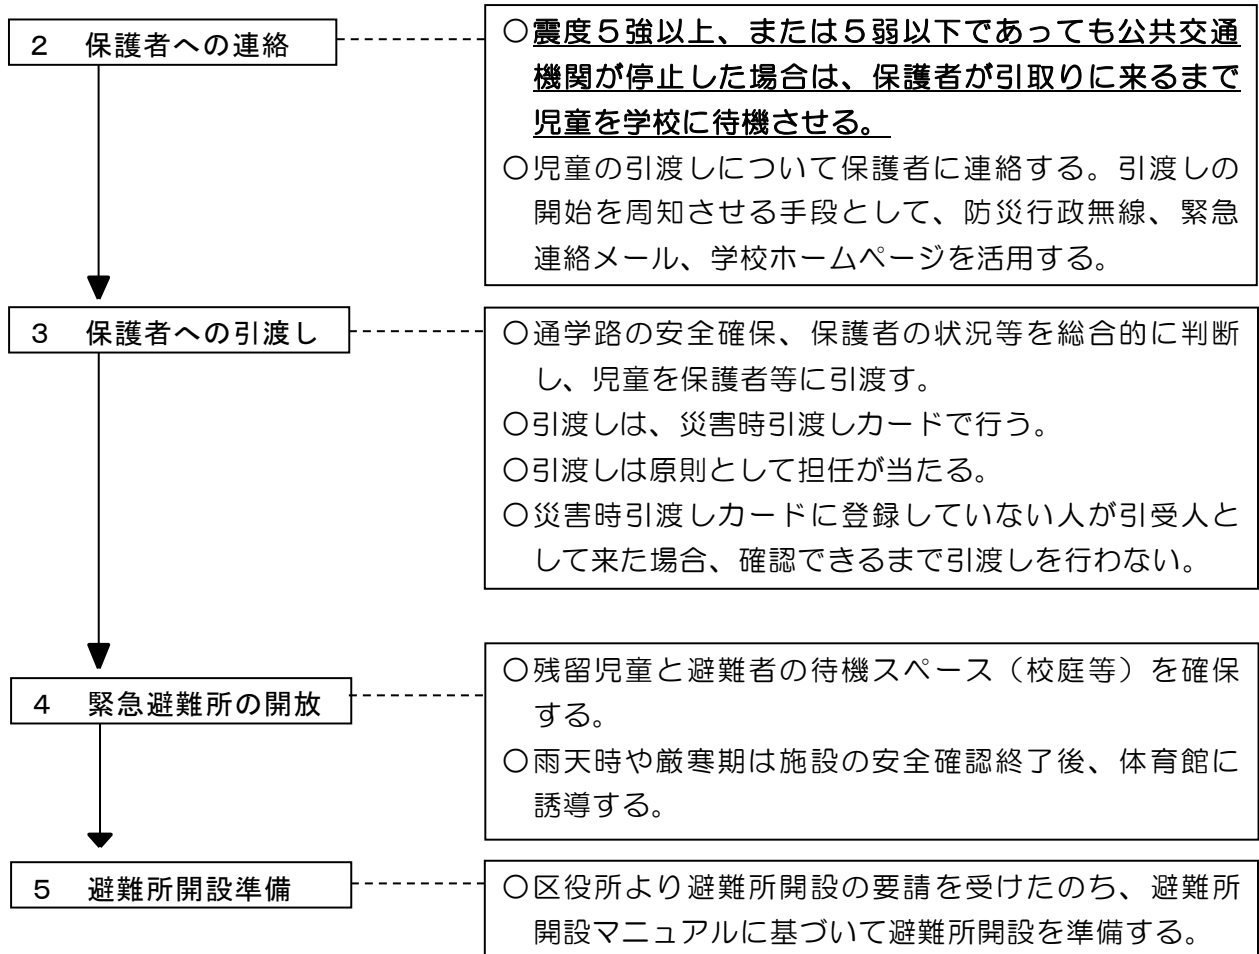 2 保護者への連絡
○震度5強以上、または5弱以下であっても公共交通
機関が停止した場合は、保護者が引取りに来るまで
児童を学校に待機させる。
○児童の引渡しについて保護者に連絡する。引渡しの
開始を周知させる手段として、防災行政無線、緊急
連絡メール、学校ホームページを活用する。
3 保護者への引渡し
○通学路の安全確保、保護者の状況等を総合的に判断
し、児童を保護者等に引渡す。
○引渡しは、災害時引渡しカードで行う。
○引渡しは原則として担任が当たる。
○災害時引渡しカードに登録していない人が引受人と
して来た場合、確認できるまで引渡しを行わない。
4 緊急避難所の開放
○残留児童と避難者の待機スペース（校庭等）を確保
する。
○雨天時や厳寒期は施設の安全確認終了後、体育館に
誘導する。
5 避難所開設準備
○区役所より避難所開設の要請を受けたのち、避難所
開設マニュアルに基づいて避難所開設を準備する。